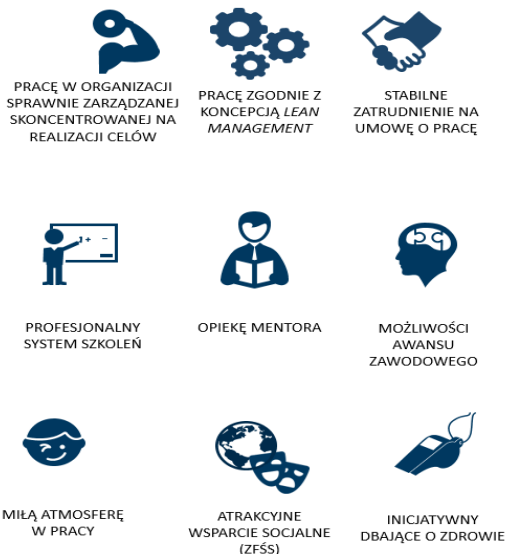 PRACĘ W ORGANIZACJI
SPRAWNIE ZARZĄDZANEJ
SKONCENTROWANEJ NA
REALIZACJI CELÓW
PRACĘ ZGODNIE Z
KONCEPCJĄ LEAN
MANAGEMENT
STABILNE
ZATRUDNIENIE NA
UMOWĘ O PRACĘ
PROFESJONALNY
SYSTEM SZKOLEŃ
OPIEKĘ MENTORA
MOŻLIWOŚCI
AWANSU
ZAWODOWEGO
MIŁĄ ATMOSFERĘ
W PRACY
ATRAKCYJNE
WSPARCIE SOCJALNE
(ZFŚS)
INICJATYWNY
DBAJĄCE O ZDROWIE